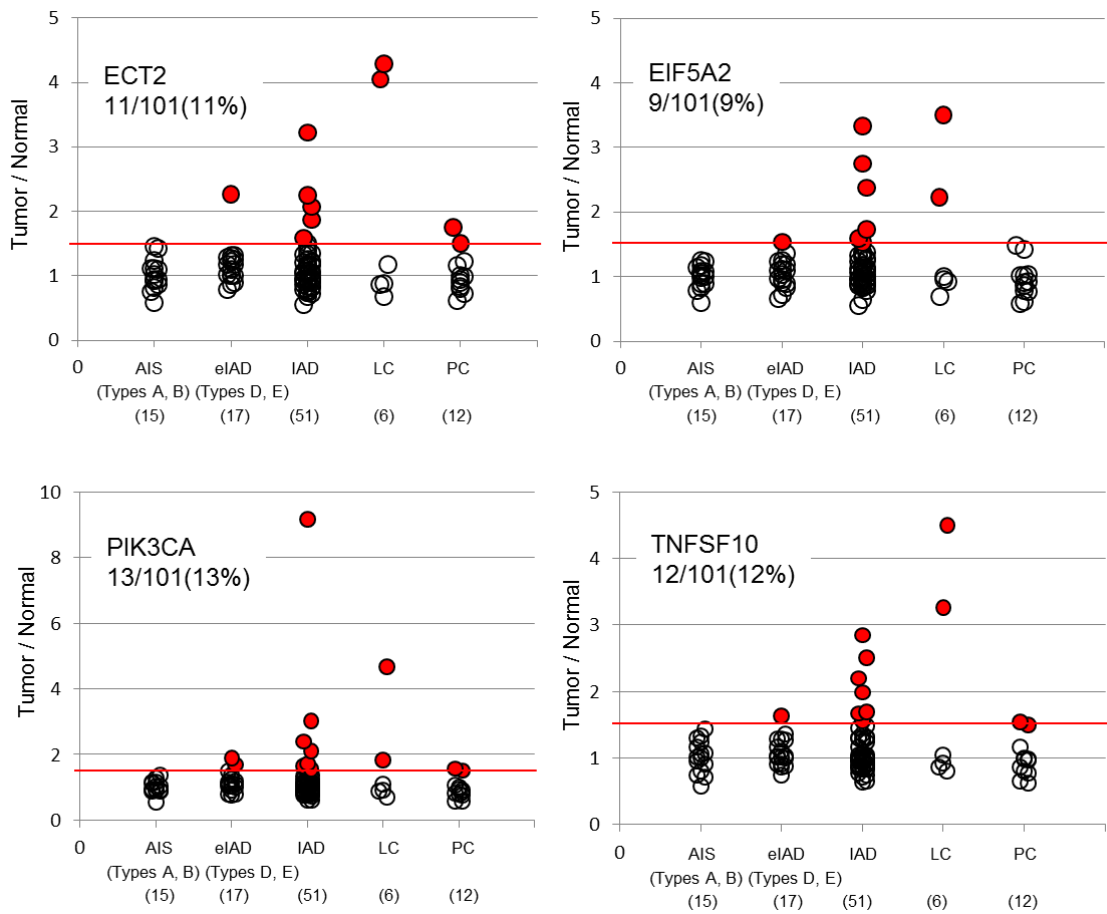 5
4
3
2
1
0
Tumor / Normal
ECT2
11/101(11%)
0 AIS eIAD IAD LC PC
(Types A, B) (Types D, E)
(15) (17) (51) (6) (12)
5
4
3
2
1
0
Tumor / Normal
EIF5A2
9/101(9%)
0 AIS eIAD IAD LC PC
(Types A, B) (Types D, E)
(15) (17) (51) (6) (12)
10
8
6
4
2
0
Tumor / Normal
PIK3CA
13/101(13%)
0 AIS eIAD IAD LC PC
(Types A, B) (Types D, E)
(15) (17) (51) (6) (12)
5
4
3
2
1
0
Tumor / Normal
TNFSF10
12/101(12%)
0 AIS eIAD IAD LC PC
(Types A, B) (Types D, E)
(15) (17) (51) (6) (12)